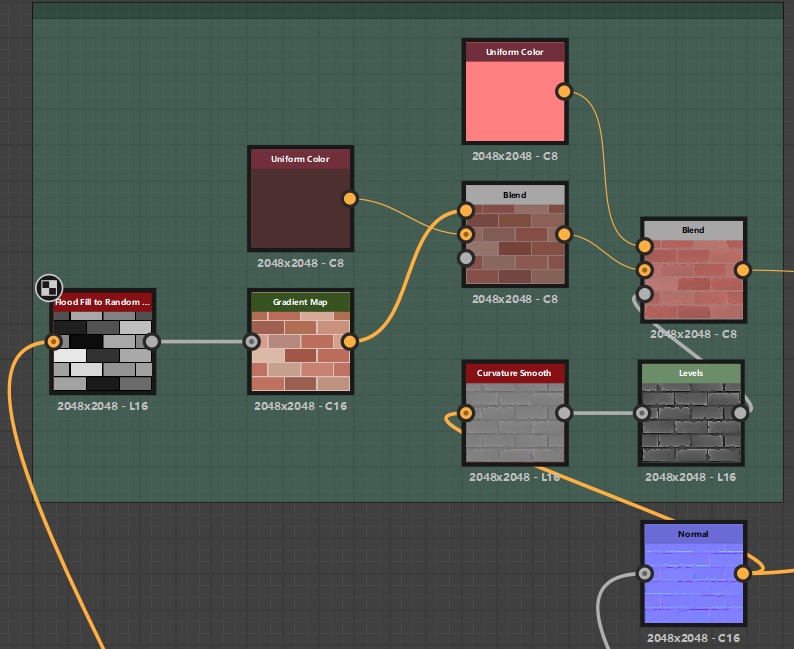 Uniform Color
2048x2048 - C8
Uniform Color
2048x2048 - C8
Blend
2048x2048 - C8
Blend
2048x2048 - C8
Flood Fill to Random ...
2048x2048 - L16
Gradient Map
2048x2048 - C16
Curvature Smooth
2048x2048 - L16
Levels
2048x2048 - L16
Normal
2048x2048 - C16